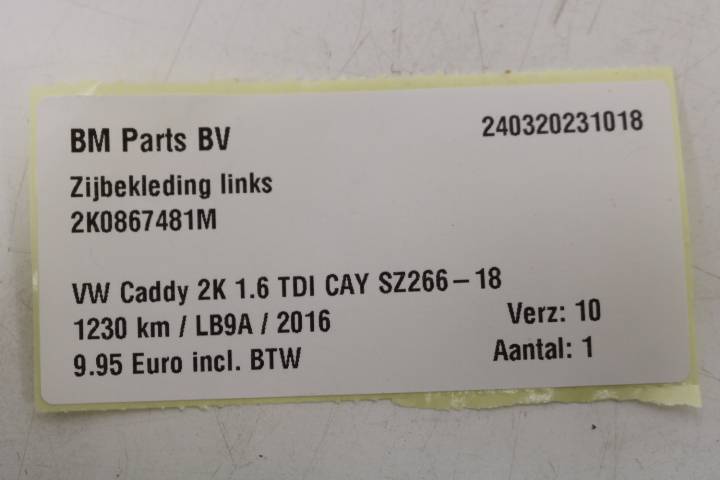 BM Parts BV 240320231018
Zijbekleding links
2K0867481M
VW Caddy 2K 1.6 TDI CAY SZ266-18
1230 km / LB9A / 2016 Verz: 10
9.95 Euro incl. BTW Aantal: 1